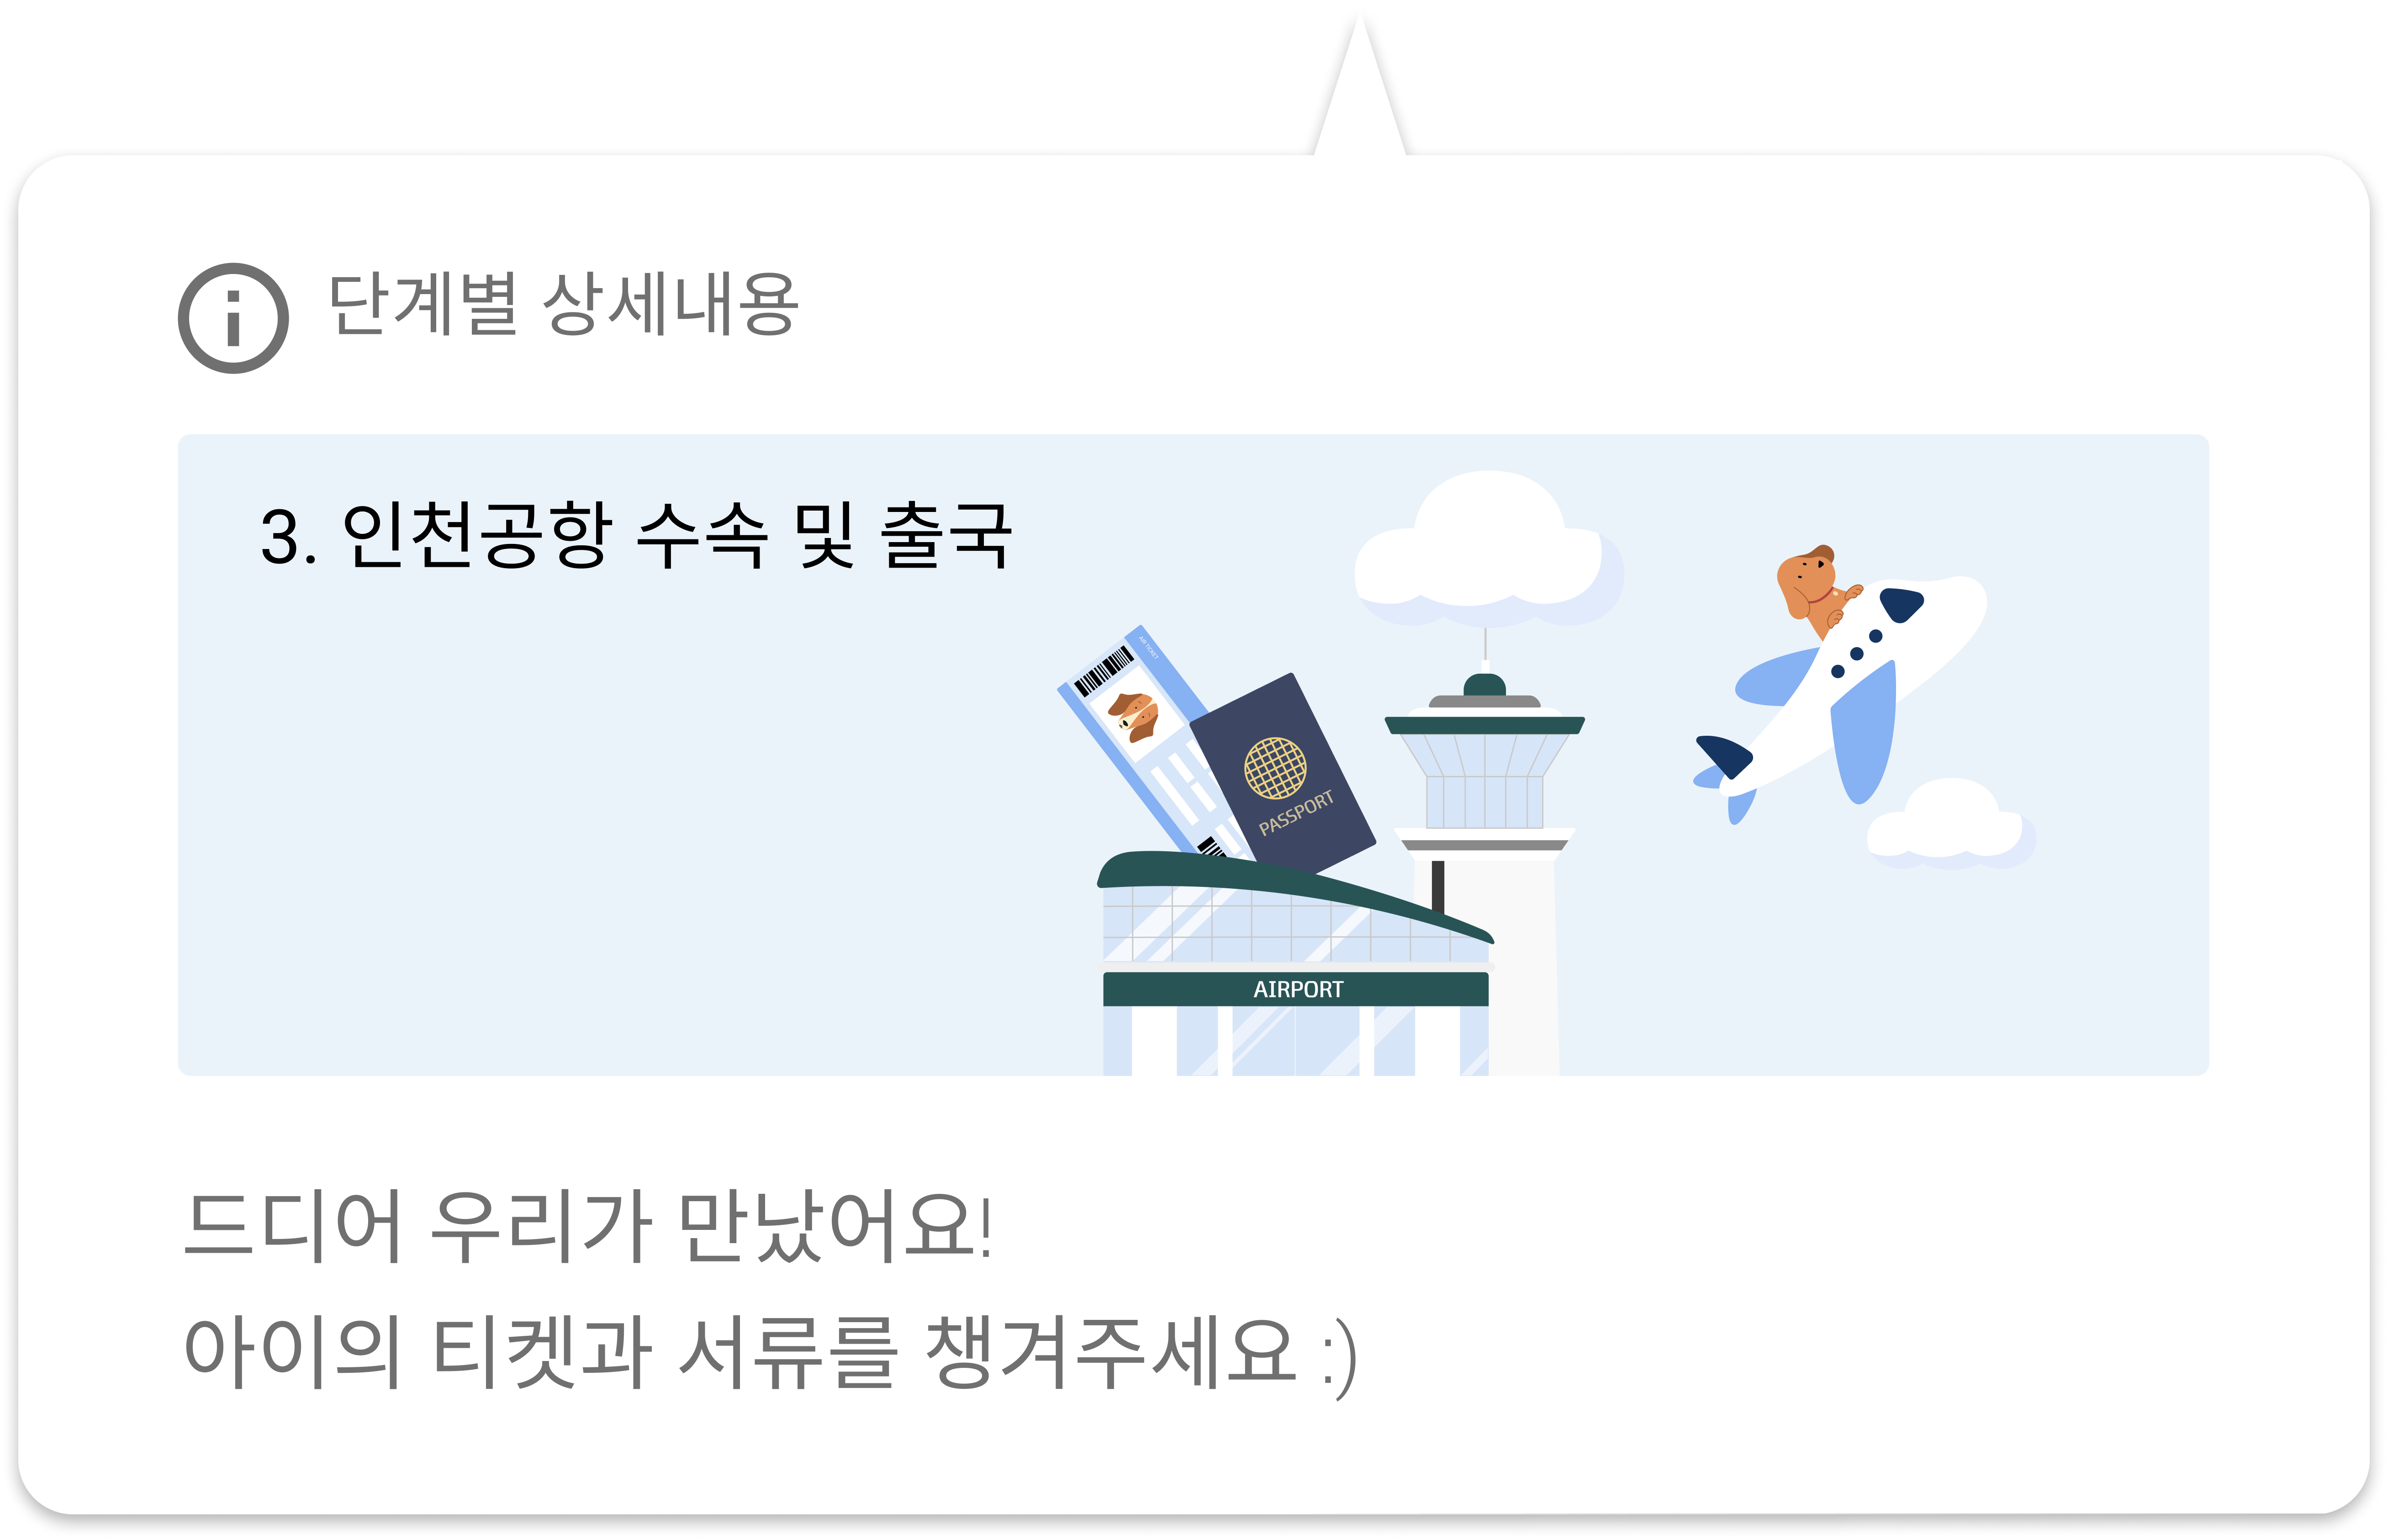 단계별 상세내용
3. 인천공항 수속 및 출국
AIR TICKET
PASSPORT
AIRPORT
드디어 우리가 만났어요!
아이의 티켓과 서류를 챙겨주세요 :)